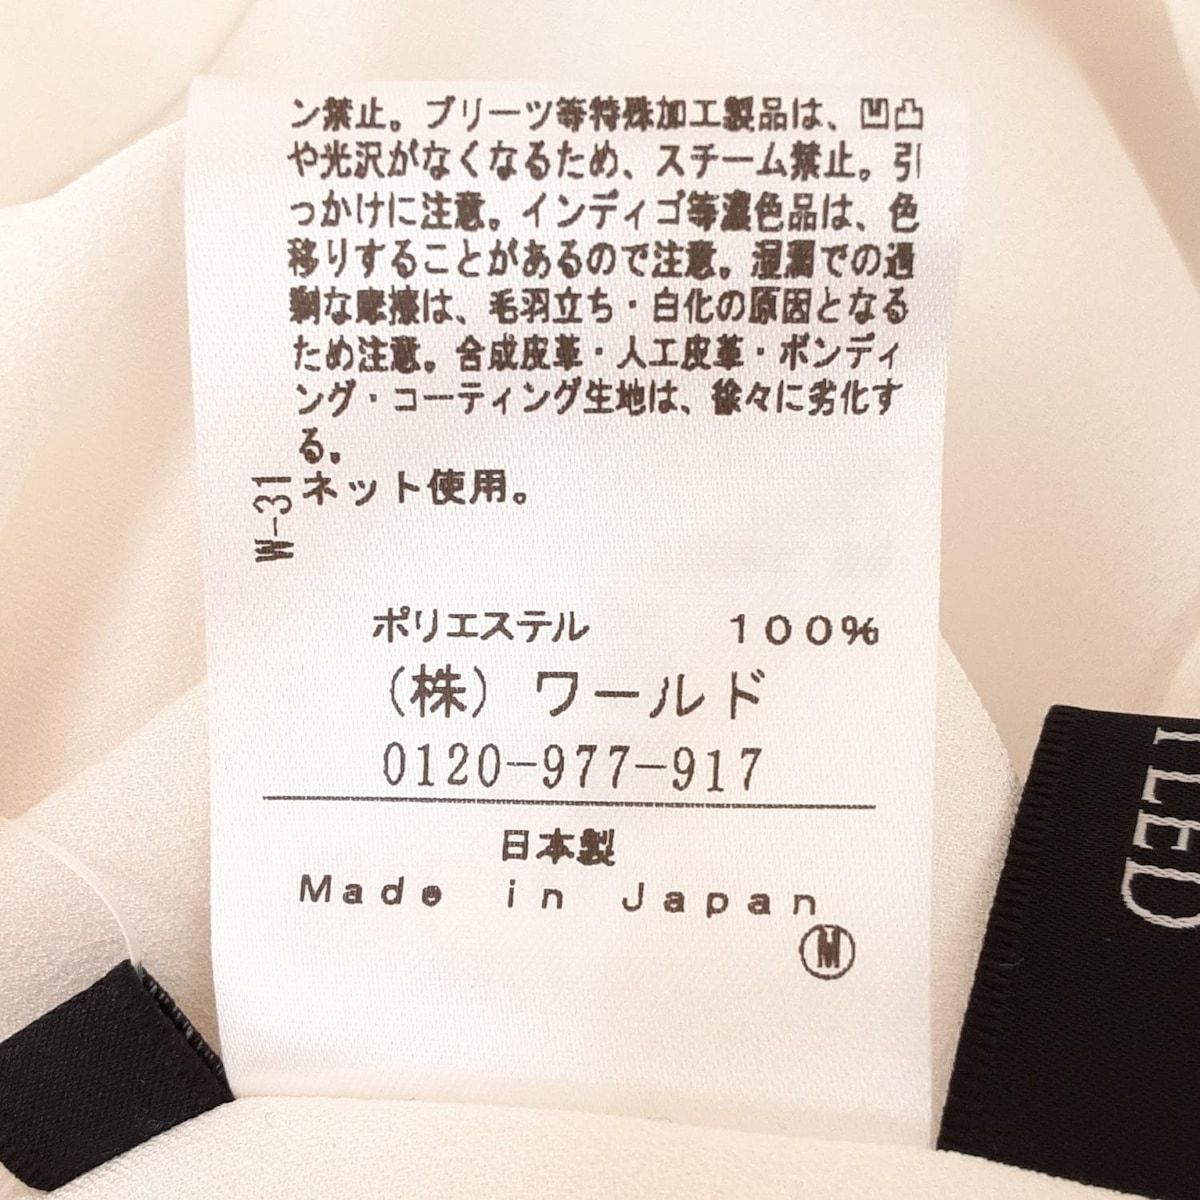 ン禁止。プリーツ等特殊加工製品は、凹凸
や光沢がなくなるため、スチーム禁止。引
っかけに注意。インディゴ等濃色品は、色
移りすることがあるので注意。湿潤での過
剰な摩擦は、毛羽立ち・白化の原因となる
ため注意。合成皮革・人工皮革・ボンディ
ング・コーティング生地は、徐々に劣化す
る。
ネット使用。
W-31
ポリエステル 100%
(株) ワールド
0120-977-917
日本製
Made in Japan
M
TLED